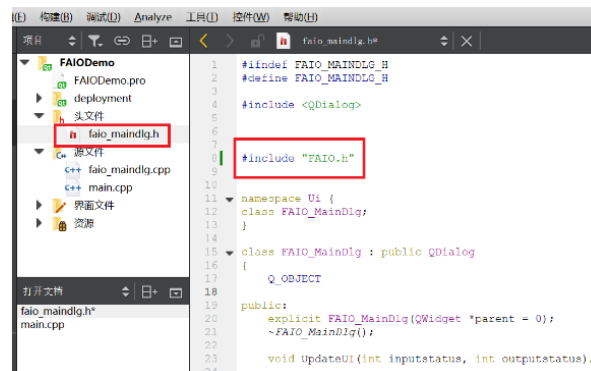 (E) 构建(B) 调试(D) Analyze 工具(T) 控件(W) 帮助(H)
项目
faio_maindlg.h*
FAIODemo
FAIODemo.pro
deployment
头文件
faio_maindlg.h
源文件
faio_maindlg.cpp
main.cpp
界面文件
资源
打开文档
faio_maindlg.h*
main.cpp
1 #ifndef FAIO_MAINDLG_H
2 #define FAIO_MAINDLG_H
3
4 #include <QDialog>
5
6
7
8 #include "FAIO.h"
9
10
11 namespace Ui {
12 class FAIO_MainDlg;
13 }
14
15 class FAIO_MainDlg : public QDialog
16 {
17 Q_OBJECT
18
19 public:
20 explicit FAIO_MainDlg(QWidget *parent = 0);
21 ~FAIO_MainDlg();
22
23 void UpdateUI(int inputstatus, int outputstatus)
24